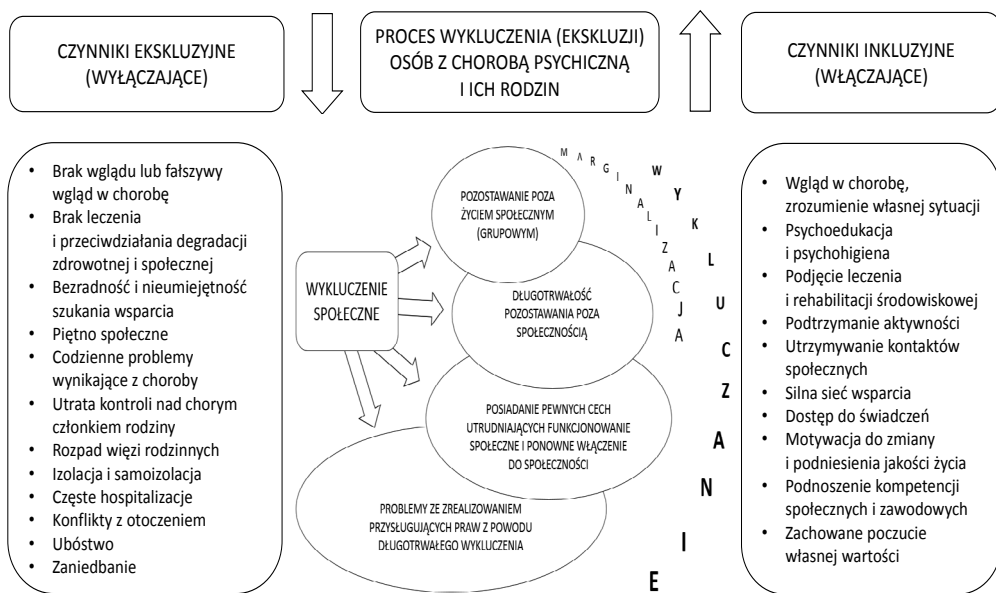 CZYNNIKI EKSKLUZYJNE
(WYŁĄCZAJĄCE)
PROCES WYKLUCZENIA (EKSKLUZJI)
OSÓB Z CHOROBĄ PSYCHICZNĄ
I ICH RODZIN
CZYNNIKI INKLUZYJNE
(WŁĄCZAJĄCE)
• Brak wglądu lub fałszywy
wgląd w chorobę
• Brak leczenia
i przeciwdziałania degradacji
zdrowotnej i społecznej
• Bezradność i nieumiejętność
szukania wsparcia
• Piętno społeczne
• Codzienne problemy
wynikające z choroby
• Utrata kontroli nad chorym
członkiem rodziny
• Rozpad więzi rodzinnych
• Izolacja i samoizolacja
• Częste hospitalizacje
• Konflikty z otoczeniem
• Ubóstwo
• Zaniedbanie
WYKLUCZENIE
SPOŁECZNE
POZOSTAWANIE POZA
ŻYCIEM SPOŁECZNYM
(GRUPOWYM)
DŁUGOTRWAŁOŚĆ
POZOSTAWANIA POZA
SPOŁECZNOŚCIĄ
POSIADANIE PEWNYCH CECH
UTRUDNIAJĄCYCH FUNKCJONOWANIE
SPOŁECZNE I PONOWNE WŁĄCZENIE
DO SPOŁECZNOŚCI
PROBLEMY ZE ZREALIZOWANIEM
PRZYSŁUGUJĄCYCH PRAW Z POWODU
DŁUGOTRWAŁEGO WYKLUCZENIA
MARGINALIZACJA
WYKLUCZANIE
• Wgląd w chorobę,
zrozumienie własnej sytuacji
• Psychoedukacja
i psychohigiena
• Podjęcie leczenia
i rehabilitacji środowiskowej
• Podtrzymanie aktywności
• Utrzymywanie kontaktów
społecznych
• Silna sieć wsparcia
• Dostęp do świadczeń
• Motywacja do zmiany
i podniesienia jakości życia
• Podnoszenie kompetencji
społecznych i zawodowych
• Zachowane poczucie
własnej wartości